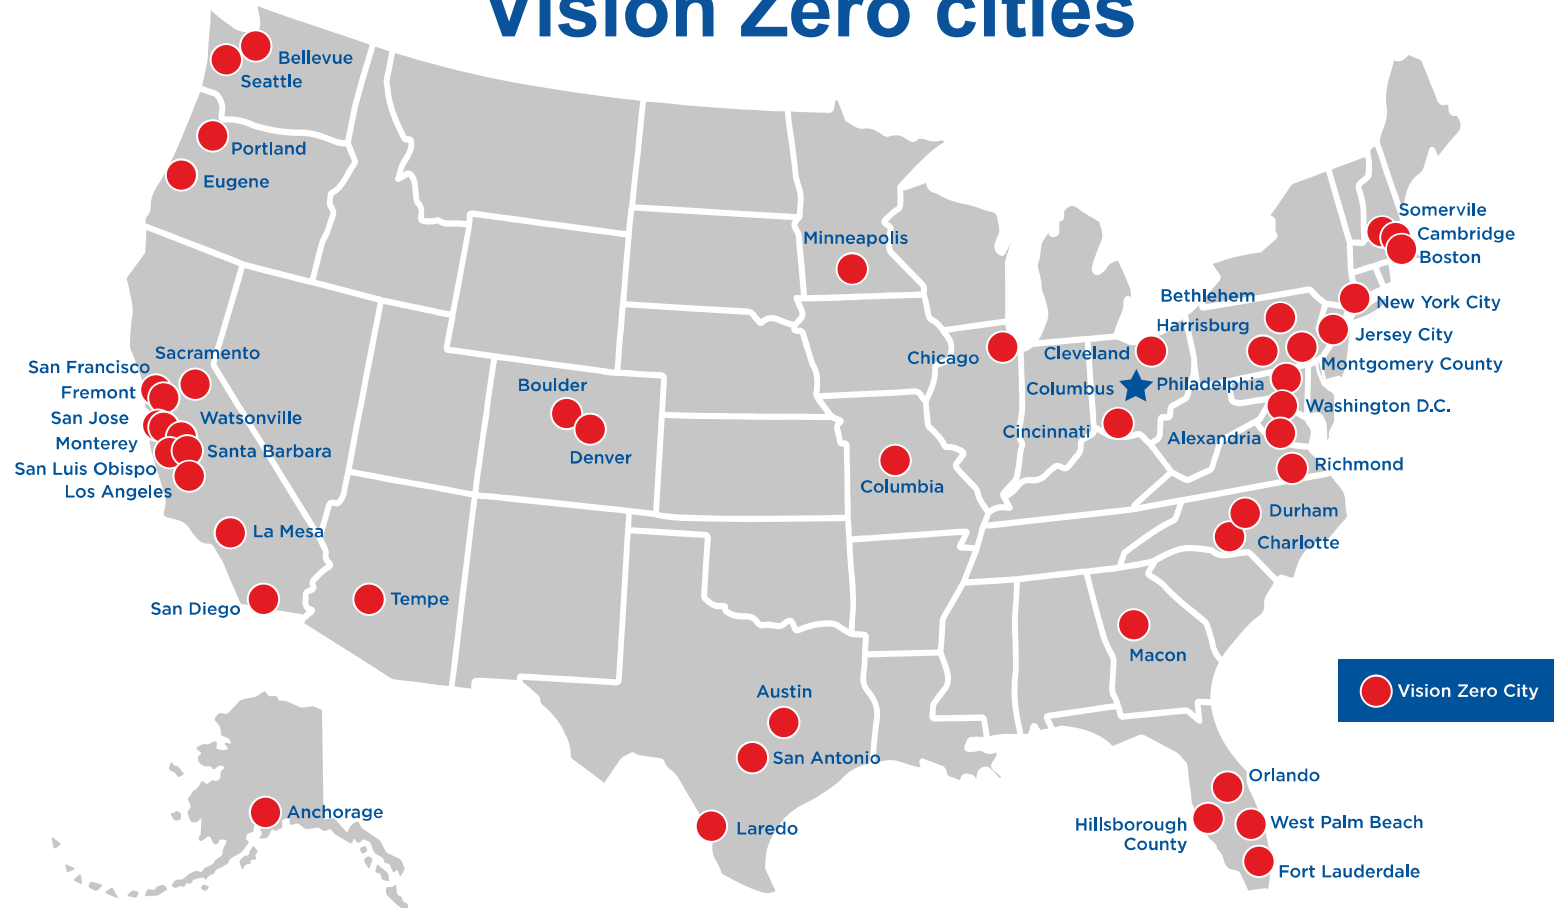 Vision Zero cities
Bellevue
Seattle
Portland
Eugene
Minneapolis
Somervile
Cambridge
Boston
Bethlehem
New York City
Harrisburg
Jersey City
Sacramento
San Francisco
Fremont
San Jose
Watsonville
Monterey
Santa Barbara
San Luis Obispo
Los Angeles
La Mesa
San Diego
Tempe
Boulder
Denver
Chicago
Cleveland
Columbus
Cincinnati
Columbia
Montgomery County
Philadelphia
Washington D.C.
Alexandria
Richmond
Durham
Charlotte
Macon
Vision Zero City
Austin
San Antonio
Laredo
Anchorage
Orlando
Hillsborough
County
West Palm Beach
Fort Lauderdale